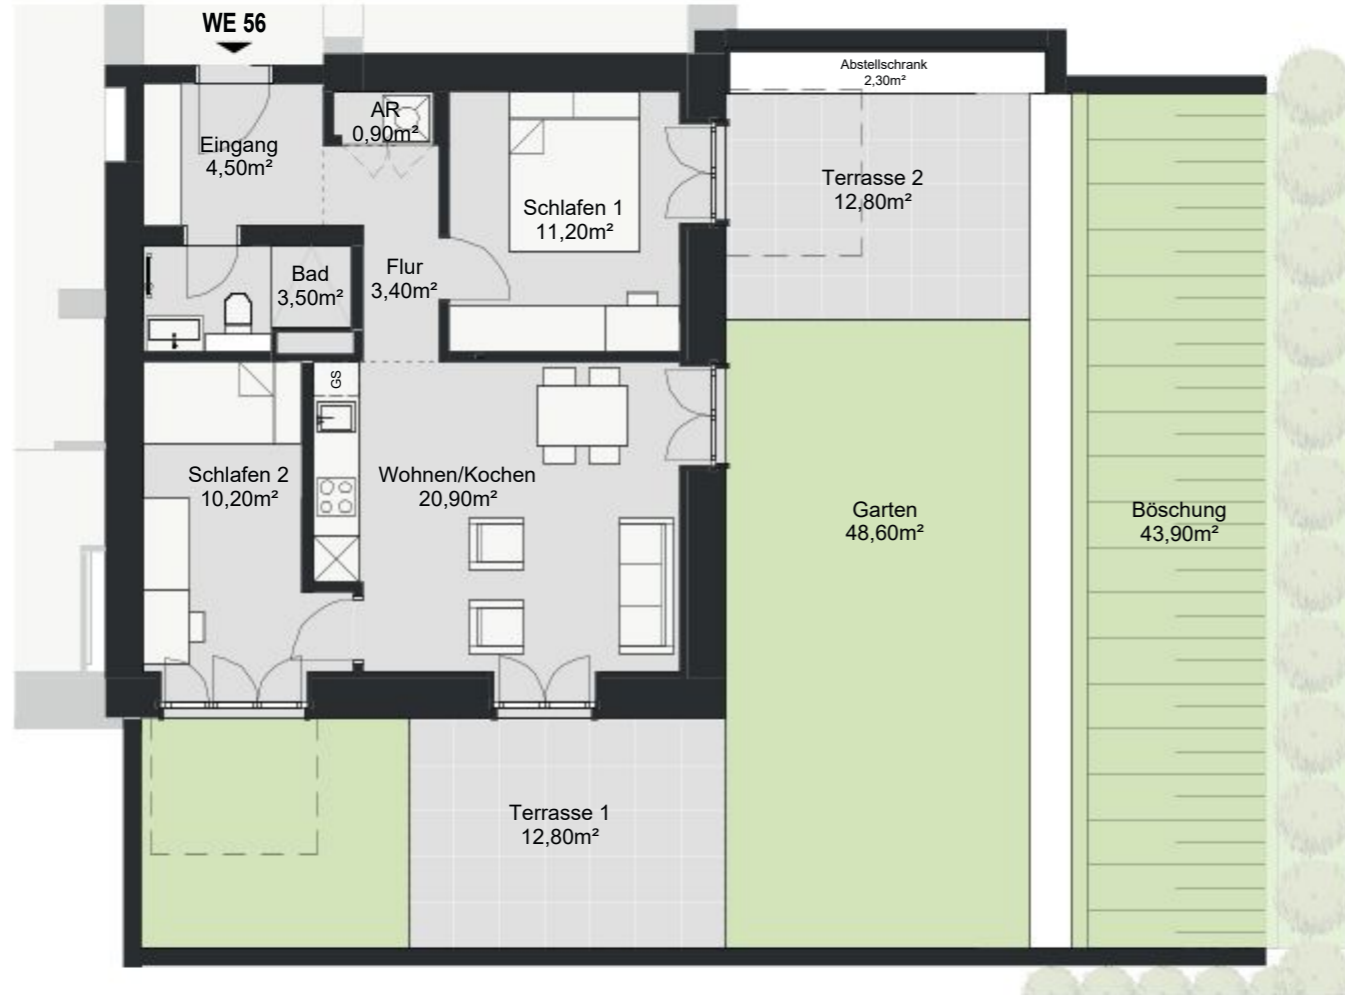 WE 56
Abstellschrank
2,30m²
AR
0,90m²
Eingang
4,50m²
Terrasse 2
12,80m²
Schlafen 1
11,20m²
Bad
3,50m²
Flur
3,40m²
GS
Schlafen 2
10,20m²
Wohnen/Kochen
20,90m²
Garten
48,60m²
Böschung
43,90m²
Terrasse 1
12,80m²